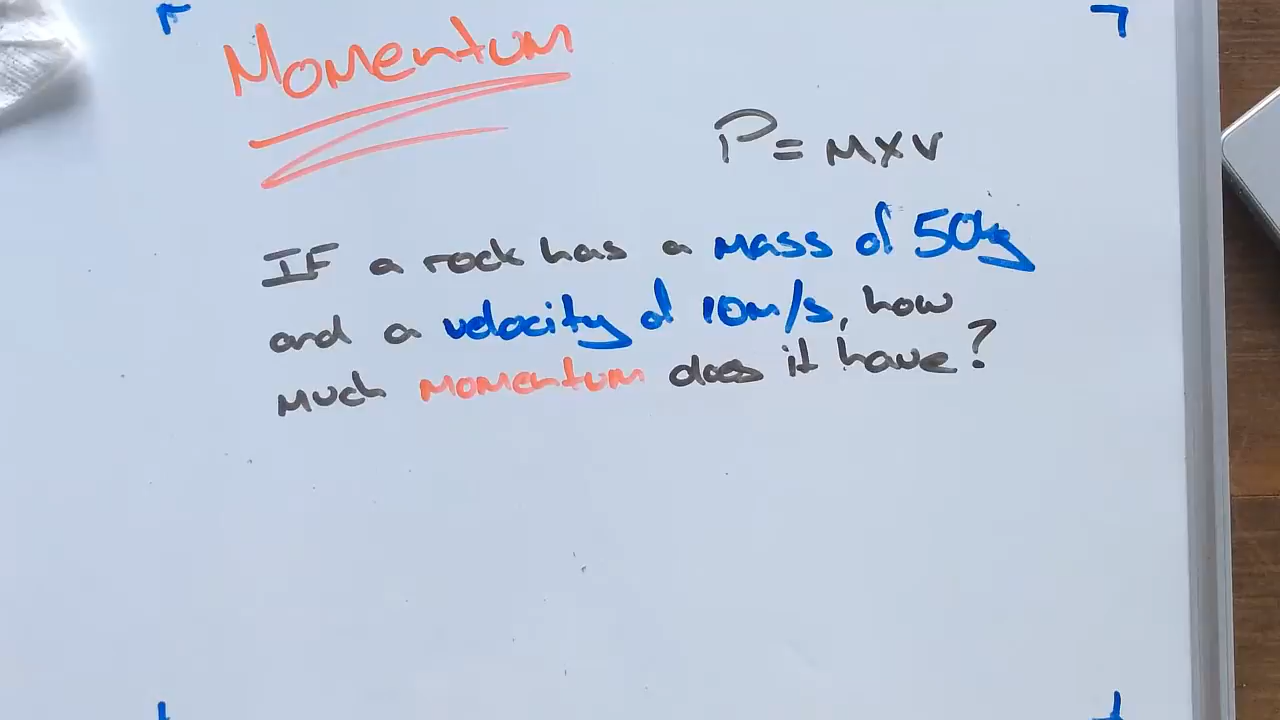 Momentum
P = m x v
IF a rock has a mass of 50kg
and a velocity of 10m/s, how
much momentum does it have?